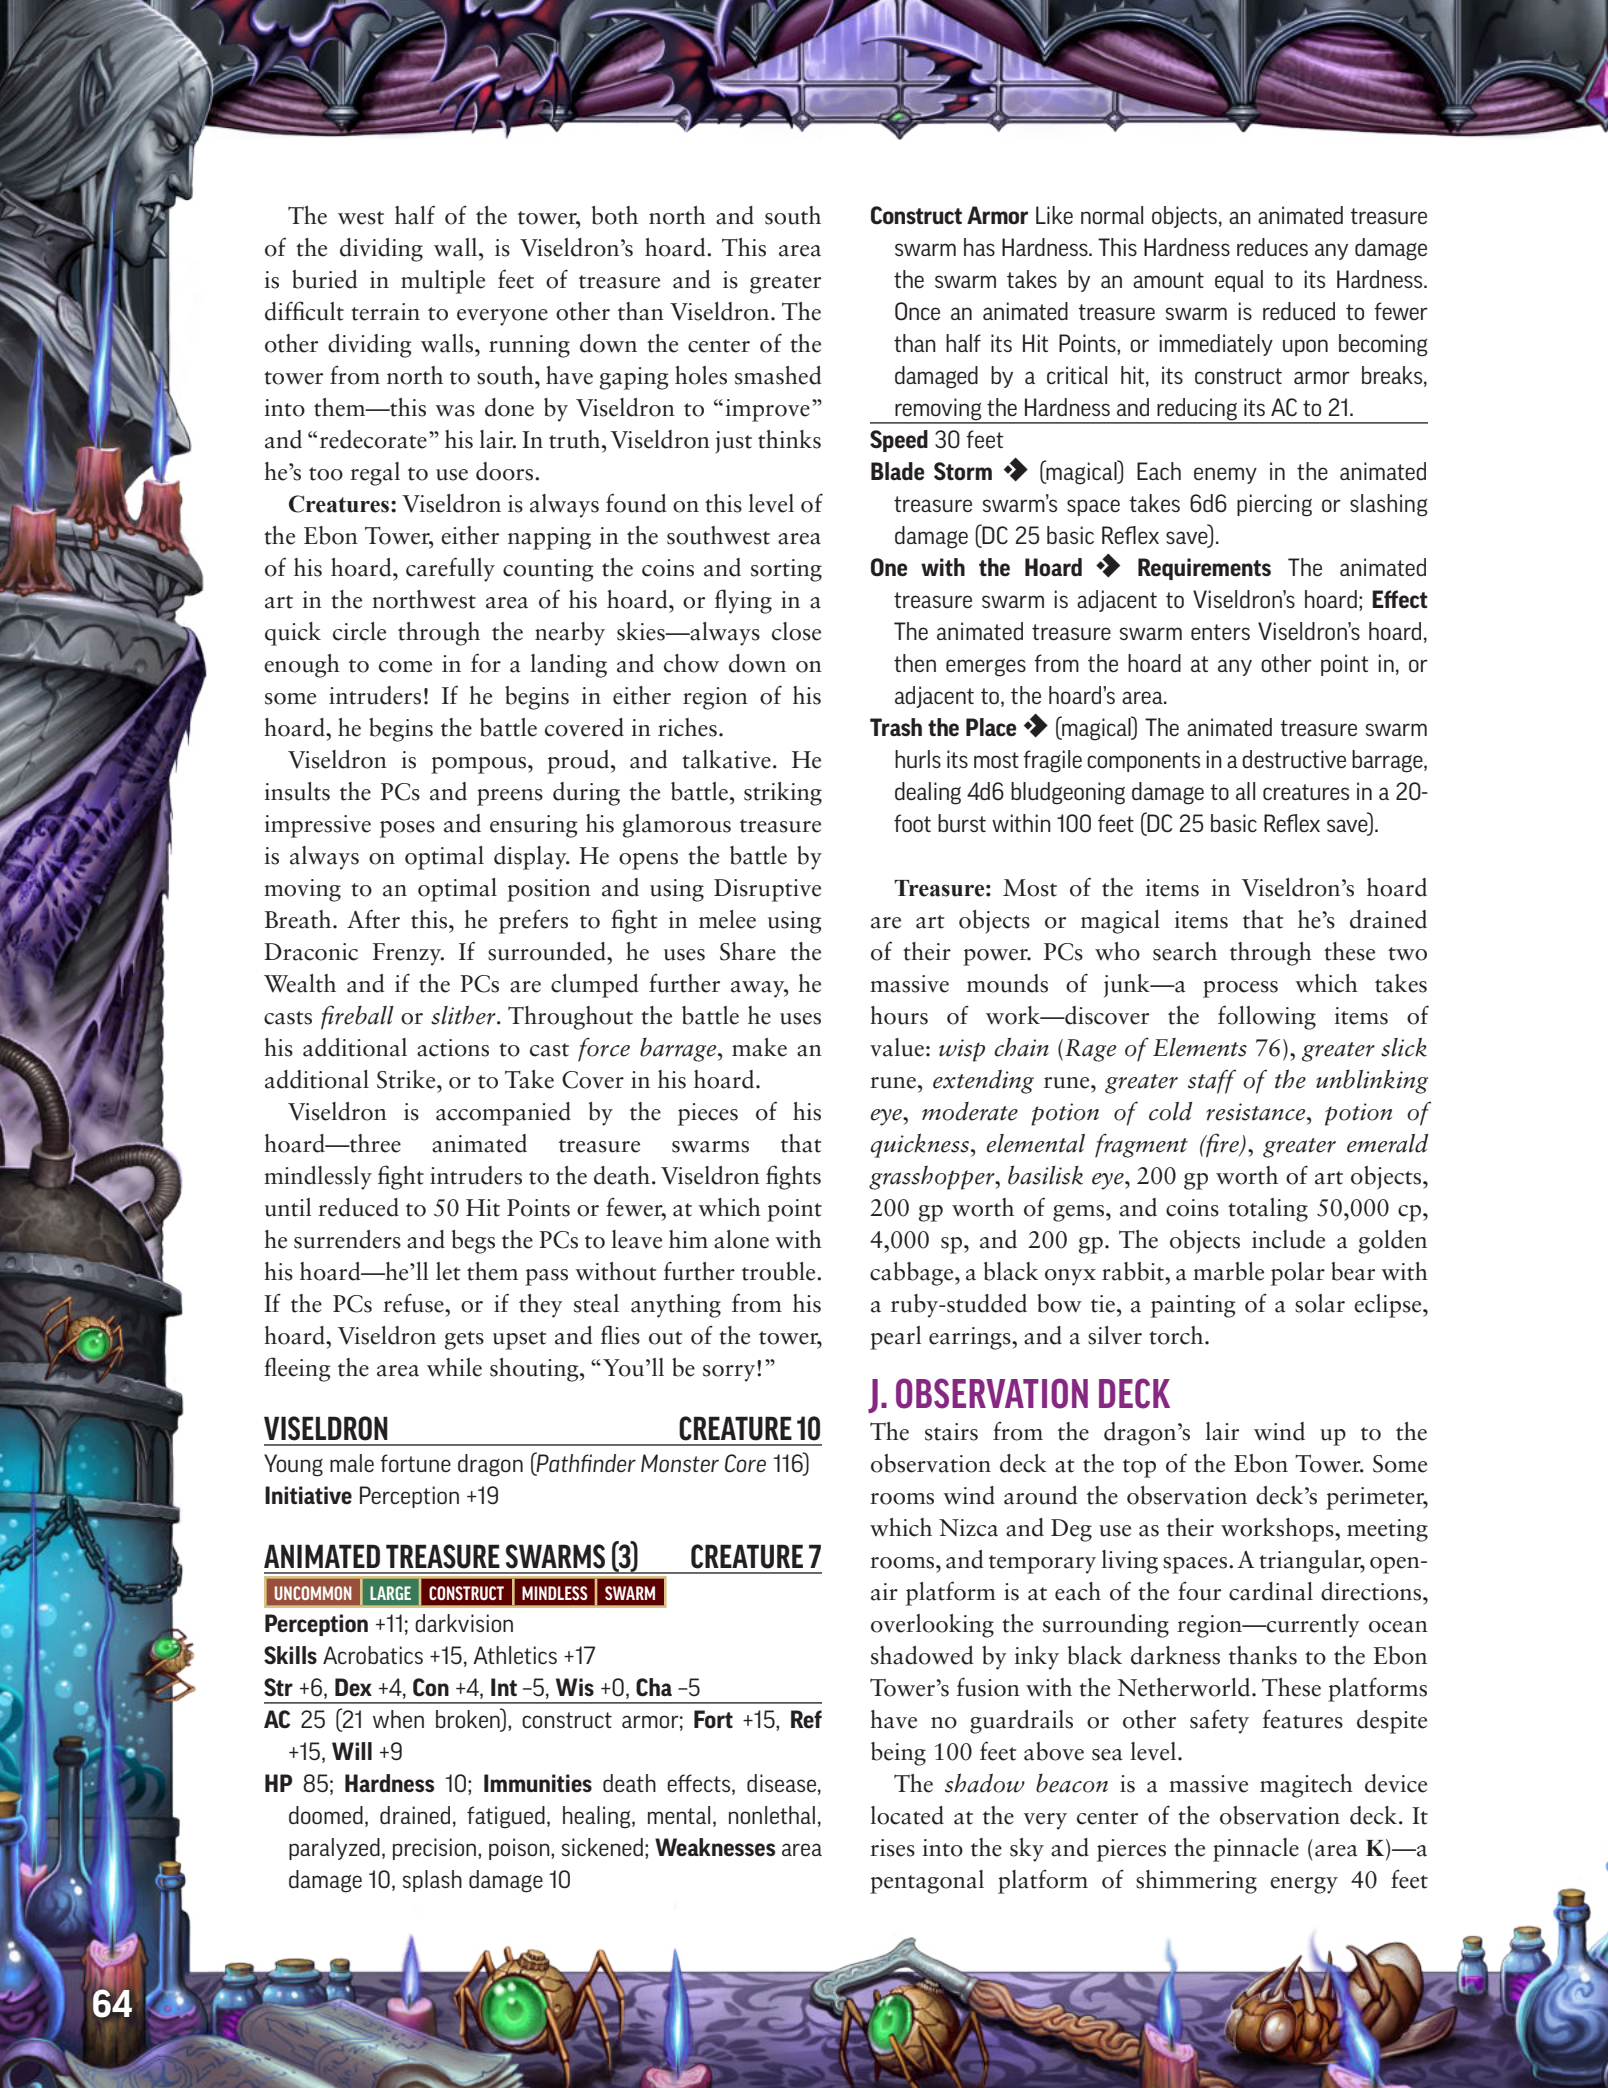 The west half of the tower, both north and south
of the dividing wall, is Viseldron's hoard. This area
is buried in multiple feet of treasure and is greater
difficult terrain to everyone other than Viseldron. The
other dividing walls, running down the center of the
tower from north to south, have gaping holes smashed
into them—this was done by Viseldron to “improve”
and “redecorate” his lair. In truth, Viseldron just thinks
he's too regal to use doors.
Creatures: Viseldron is always found on this level of
the Ebon Tower, either napping in the southwest area
of his hoard, carefully counting the coins and sorting
art in the northwest area of his hoard, or flying in a
quick circle through the nearby skies—always close
enough to come in for a landing and chow down on
some intruders! If he begins in either region of his
hoard, he begins the battle covered in riches.
Viseldron is pompous, proud, and talkative. He
insults the PCs and preens during the battle, striking
impressive poses and ensuring his glamorous treasure
is always on optimal display. He opens the battle by
moving to an optimal position and using Disruptive
Breath. After this, he prefers to fight in melee using
Draconic Frenzy. If surrounded, he uses Share the
Wealth and if the PCs are clumped further away, he
casts fireball or slither. Throughout the battle he uses
his additional actions to cast force barrage, make an
additional Strike, or to Take Cover in his hoard.
Viseldron is accompanied by the pieces of his
hoard—three animated treasure swarms that
mindlessly fight intruders to the death. Viseldron fights
until reduced to 50 Hit Points or fewer, at which point
he surrenders and begs the PCs to leave him alone with
his hoard—he'll let them pass without further trouble.
If the PCs refuse, or if they steal anything from his
hoard, Viseldron gets upset and flies out of the tower,
fleeing the area while shouting, “You'll be sorry!”
VISELDRON CREATURE 10
Young male fortune dragon (Pathfinder Monster Core 116)
Initiative Perception +19
ANIMATED TREASURE SWARMS (3) CREATURE 7
UNCOMMON LARGE CONSTRUCT MINDLESS SWARM
Perception +11; darkvision
Skills Acrobatics +15, Athletics +17
Str +6, Dex +4, Con +4, Int –5, Wis +0, Cha –5
AC 25 (21 when broken), construct armor; Fort +15, Ref
+15, Will +9
HP 85; Hardness 10; Immunities death effects, disease,
doomed, drained, fatigued, healing, mental, nonlethal,
paralyzed, precision, poison, sickened; Weaknesses area
damage 10, splash damage 10
Construct Armor Like normal objects, an animated treasure
swarm has Hardness. This Hardness reduces any damage
the swarm takes by an amount equal to its Hardness.
Once an animated treasure swarm is reduced to fewer
than half its Hit Points, or immediately upon becoming
damaged by a critical hit, its construct armor breaks,
removing the Hardness and reducing its AC to 21.
Speed 30 feet
Blade Storm (magical) Each enemy in the animated
treasure swarm's space takes 6d6 piercing or slashing
damage (DC 25 basic Reflex save).
One with the Hoard Requirements The animated
treasure swarm is adjacent to Viseldron's hoard; Effect
The animated treasure swarm enters Viseldron's hoard,
then emerges from the hoard at any other point in, or
adjacent to, the hoard's area.
Trash the Place (magical) The animated treasure swarm
hurls its most fragile components in a destructive barrage,
dealing 4d6 bludgeoning damage to all creatures in a 20-
foot burst within 100 feet (DC 25 basic Reflex save).
Treasure: Most of the items in Viseldron's hoard
are art objects or magical items that he's drained
of their power. PCs who search through these two
massive mounds of junk—a process which takes
hours of work—discover the following items of
value: wisp chain (Rage of Elements 76), greater slick
rune, extending rune, greater staff of the unblinking
eye, moderate potion of cold resistance, potion of
quickness, elemental fragment (fire), greater emerald
grasshopper, basilisk eye, 200 gp worth of art objects,
200 gp worth of gems, and coins totaling 50,000 cp,
4,000 sp, and 200 gp. The objects include a golden
cabbage, a black onyx rabbit, a marble polar bear with
a ruby-studded bow tie, a painting of a solar eclipse,
pearl earrings, and a silver torch.
J. OBSERVATION DECK
The stairs from the dragon's lair wind up to the
observation deck at the top of the Ebon Tower. Some
rooms wind around the observation deck's perimeter,
which Nizca and Deg use as their workshops, meeting
rooms, and temporary living spaces. A triangular, open-
air platform is at each of the four cardinal directions,
overlooking the surrounding region—currently ocean
shadowed by inky black darkness thanks to the Ebon
Tower's fusion with the Netherworld. These platforms
have no guardrails or other safety features despite
being 100 feet above sea level.
The shadow beacon is a massive magitech device
located at the very center of the observation deck. It
rises into the sky and pierces the pinnacle (area K)—a
pentagonal platform of shimmering energy 40 feet
64